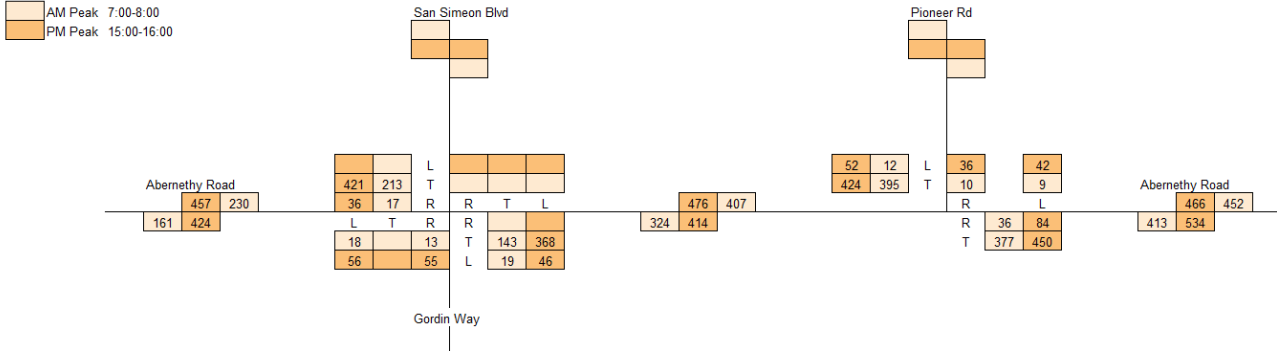 AM Peak 7:00-8:00
PM Peak 15:00-16:00
San Simeon Blvd
Pioneer Rd
L
52 12 L 36 42
Abernethy Road
421 213 T
424 395 T 10 9
Abernethy Road
457 230
36 17 R R T L
476 407
R L
466 452
161 424
L T R R
324 414
R 36 84
413 534
18 13 T 143 368
T 377 450
56 55 L 19 46
Gordin Way